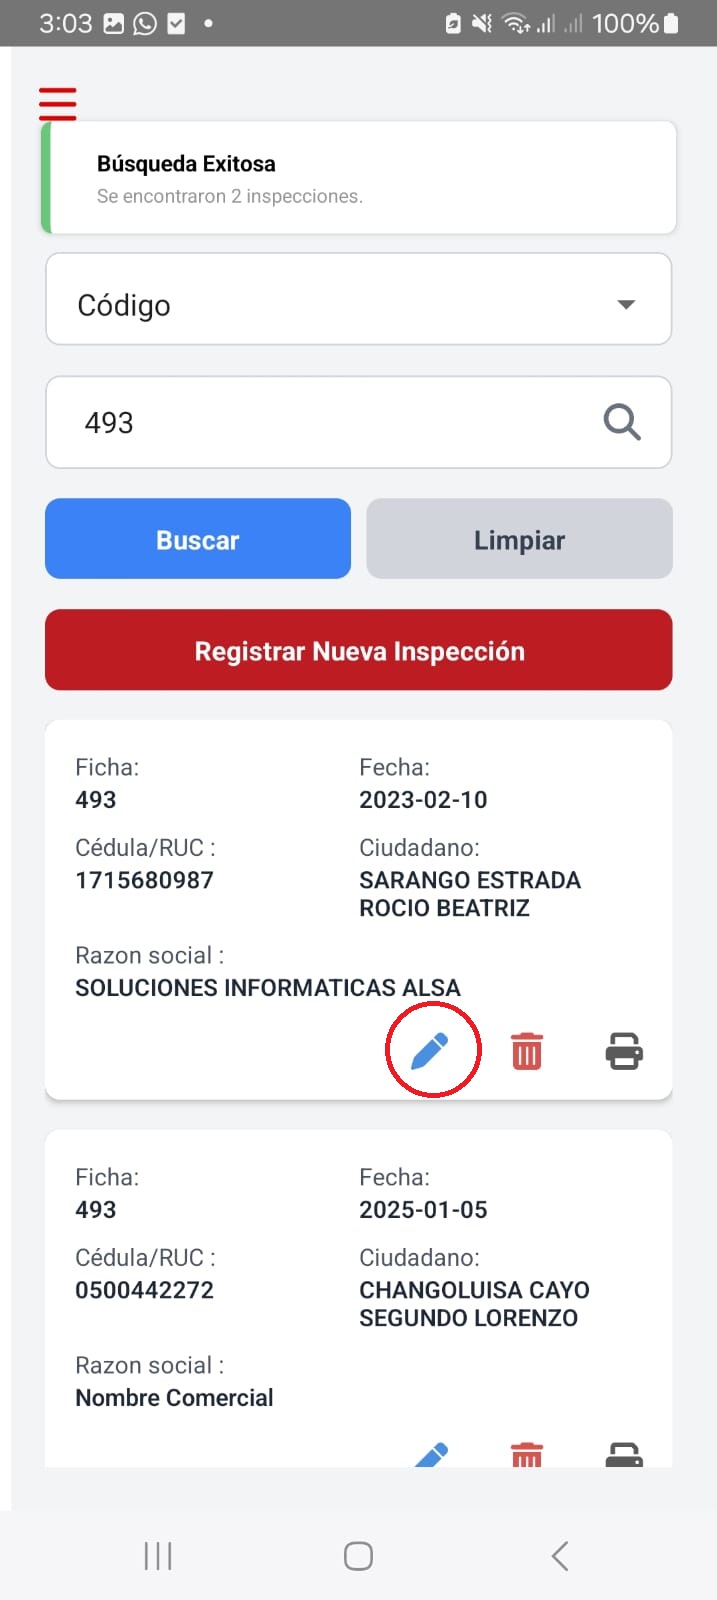 3:03
100%
Búsqueda Exitosa
Se encontraron 2 inspecciones.
Código
493
Buscar
Limpiar
Registrar Nueva Inspección
Ficha:
493
Fecha:
2023-02-10
Cédula/RUC :
1715680987
Ciudadano:
SARANGO ESTRADA
ROCIO BEATRIZ
Razon social :
SOLUCIONES INFORMATICAS ALSA
Ficha:
493
Fecha:
2025-01-05
Cédula/RUC :
0500442272
Ciudadano:
CHANGOLUISA CAYO
SEGUNDO LORENZO
Razon social :
Nombre Comercial